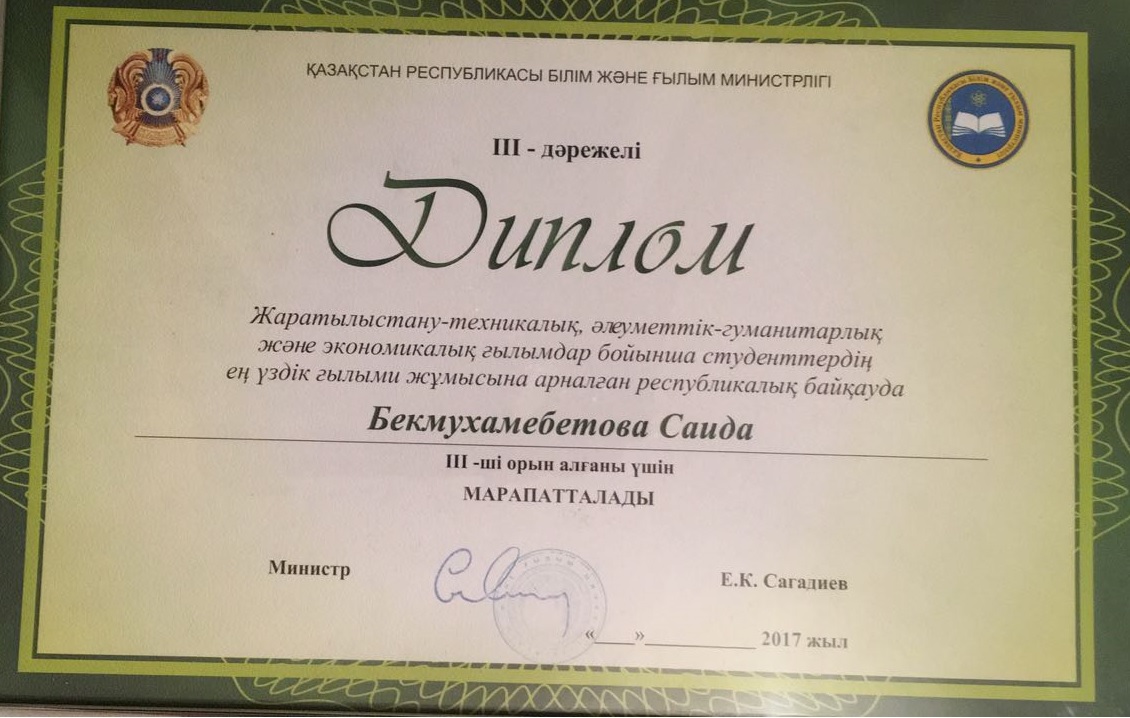 ҚАЗАҚСТАН РЕСПУБЛИКАСЫ БІЛІМ ЖӘНЕ ҒЫЛЫМ МИНИСТРЛІГІ
III - дәрежелі
Диплом
Жаратылыстану-техникалық, әлеуметтік-гуманитарлық
және экономикалық ғылымдар бойынша студенттердің
ең үздік ғылыми жұмысына арналған республикалық байқауда
Бекмухамебетова Саида
III -ші орын алғаны үшін
МАРАПАТТАЛАДЫ
Министр
Е.К. Сагадиев
«___»___________ 2017 жыл